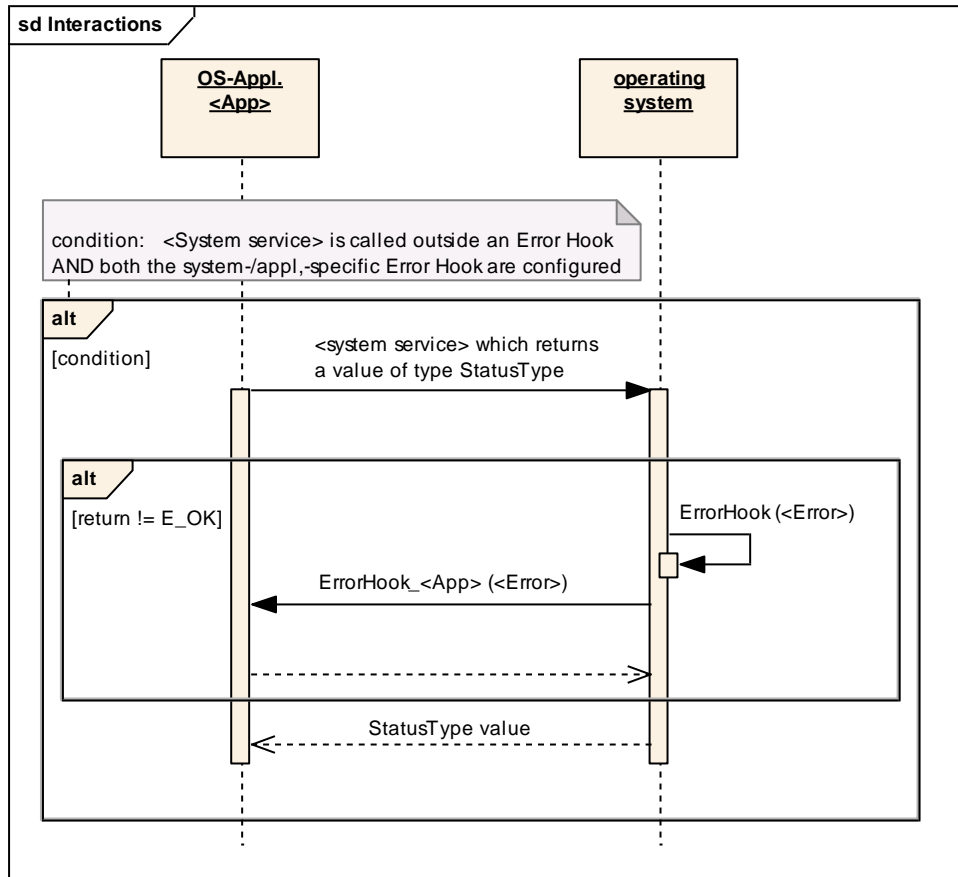 sd Interactions
OS-Appl.
<App>
operating
system
condition: <System service> is called outside an Error Hook
AND both the system-/appl,-specific Error Hook are configured
alt
[condition]
<system service> which returns
a value of type StatusType
alt
[return != E_OK]
ErrorHook (<Error>)
ErrorHook_<App> (<Error>)
StatusType value